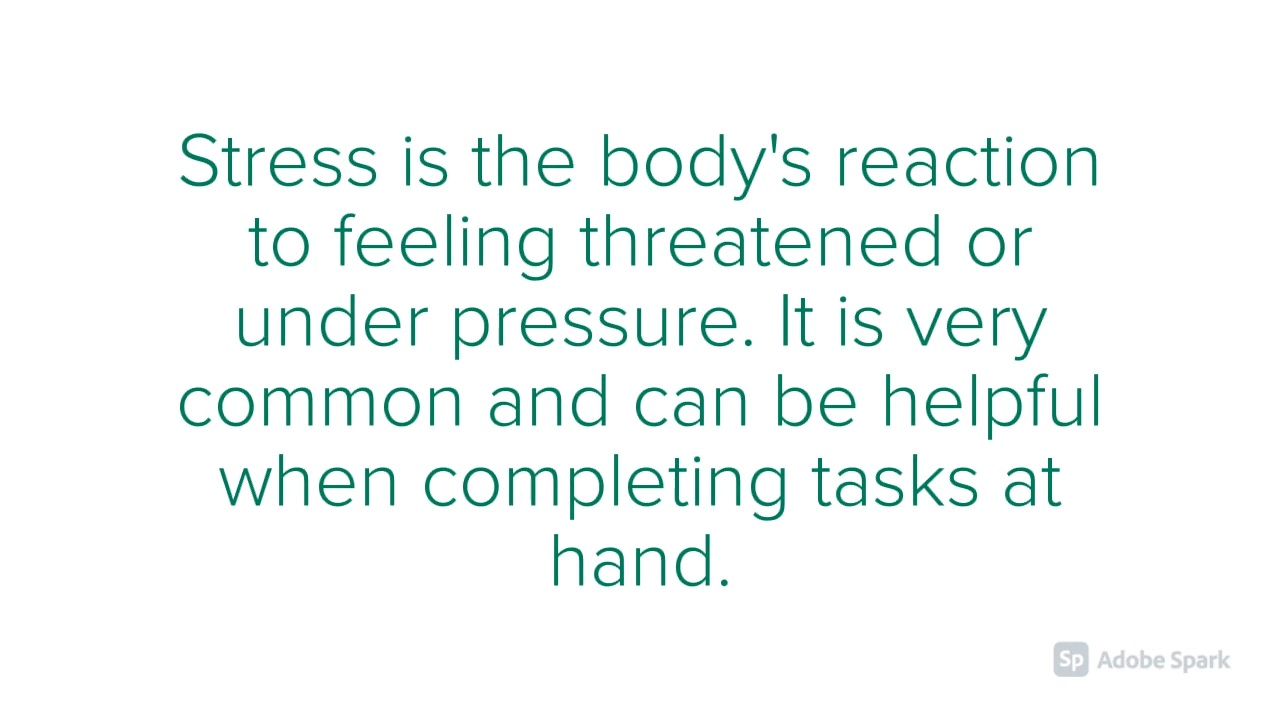 Stress is the body's reaction
to feeling threatened or
under pressure. It is very
common and can be helpful
when completing tasks at
hand.
Sp Adobe Spark